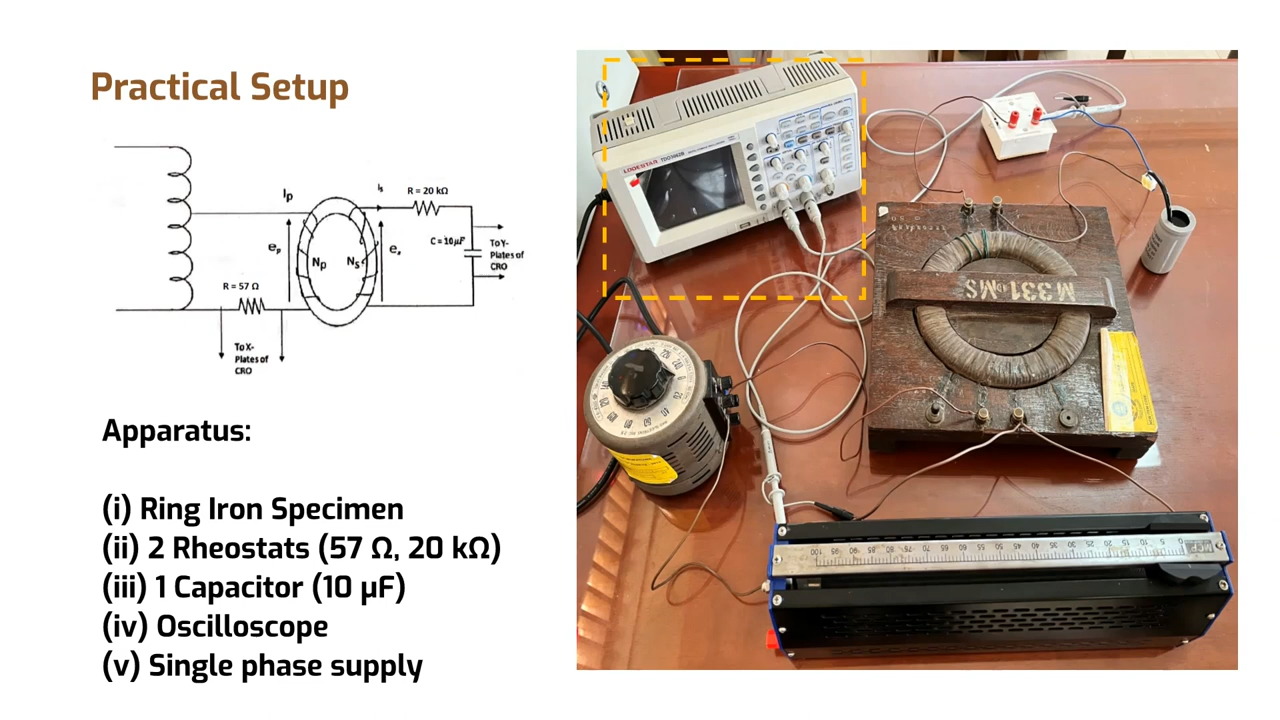 Practical Setup
Ip
is
R = 20 kΩ
ep
Np
Ns
es
C = 10µF
To Y-
Plates of
CRO
R = 57 Ω
To X-
Plates of
CRO
Apparatus:
(i) Ring Iron Specimen
(ii) 2 Rheostats (57 Ω, 20 kΩ)
(iii) 1 Capacitor (10 µF)
(iv) Oscilloscope
(v) Single phase supply
LODESTAR
M331 MS
100 95 90 85 80 75 70 65 60 55 50 45 40 35 30 25 20 15 10 5 0